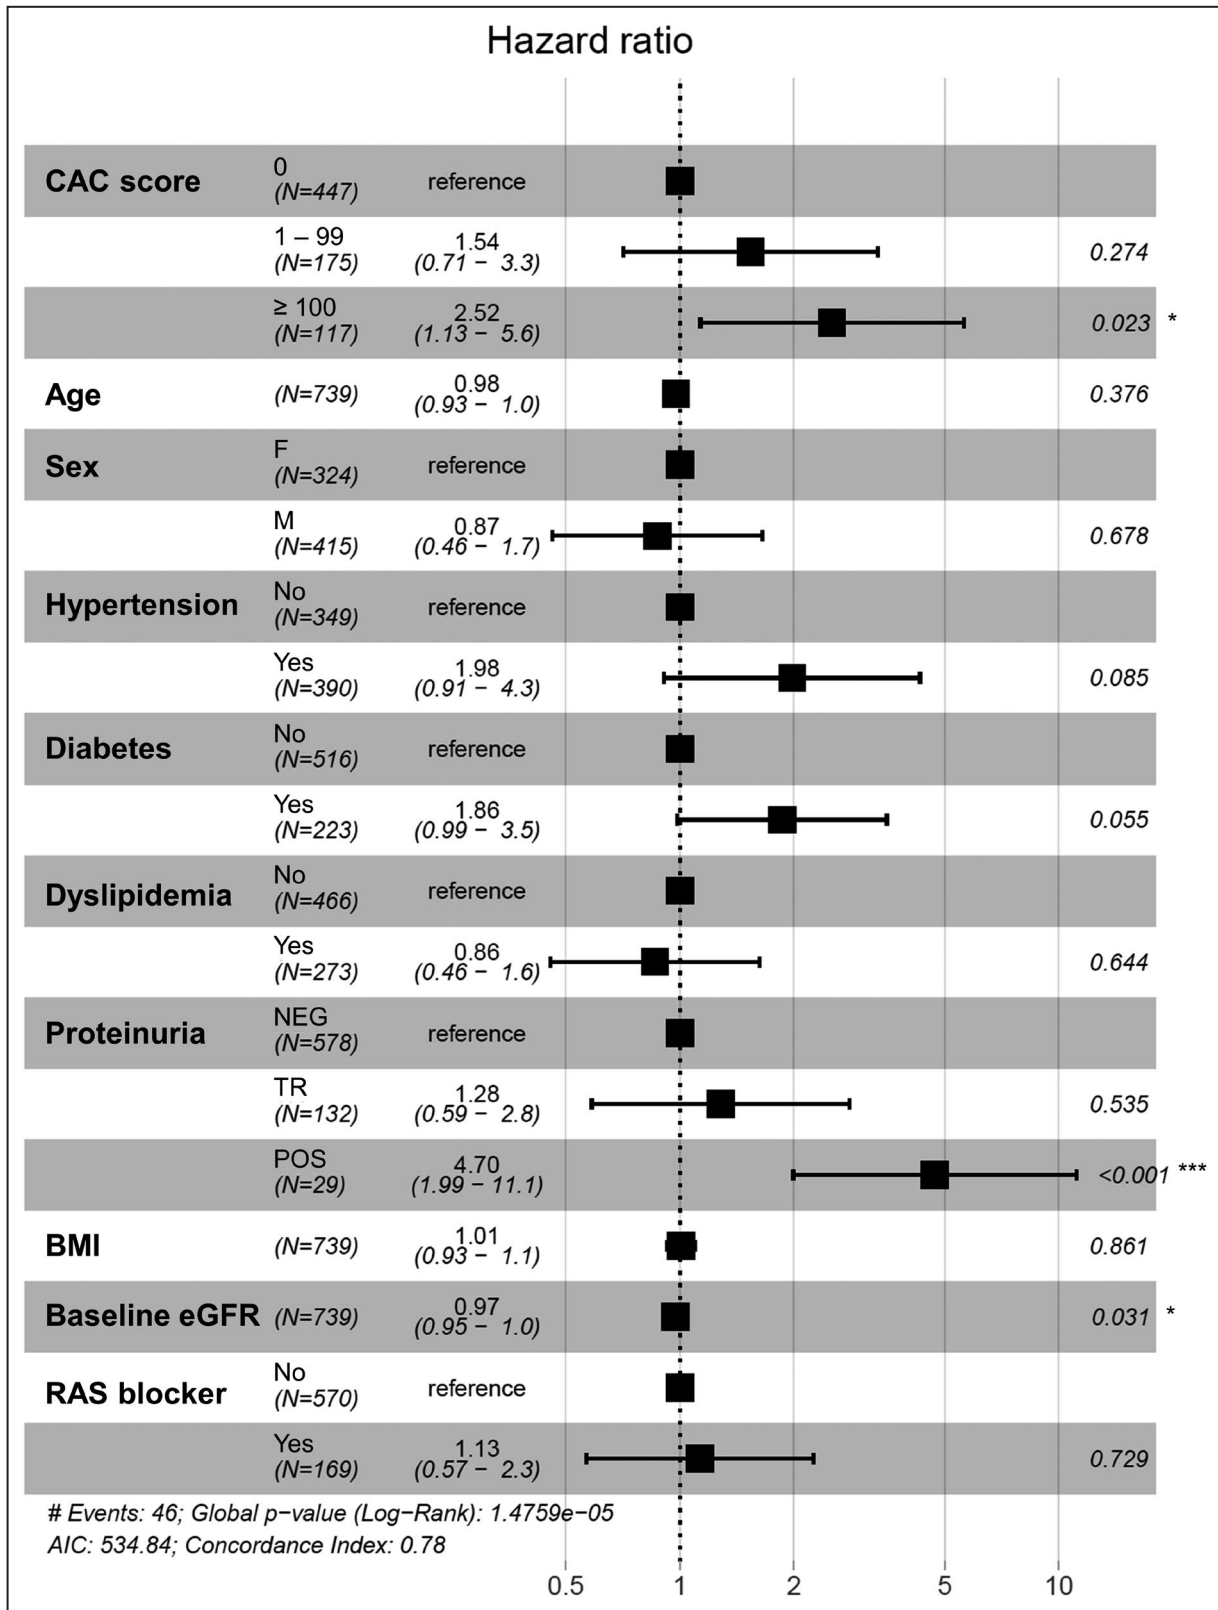 Hazard ratio
CAC score 0 reference
(N=447)
1 – 99 1.54 0.274
(N=175) (0.71 − 3.3)
≥ 100 2.52 0.023 *
(N=117) (1.13 − 5.6)
Age (N=739) 0.98 0.376
(0.93 − 1.0)
Sex F reference
(N=324)
M 0.87 0.678
(N=415) (0.46 − 1.7)
Hypertension No reference
(N=349)
Yes 1.98 0.085
(N=390) (0.91 − 4.3)
Diabetes No reference
(N=516)
Yes 1.86 0.055
(N=223) (0.99 − 3.5)
Dyslipidemia No reference
(N=466)
Yes 0.86 0.644
(N=273) (0.46 − 1.6)
Proteinuria NEG reference
(N=578)
TR 1.28 0.535
(N=132) (0.59 − 2.8)
POS 4.70 <0.001 ***
(N=29) (1.99 − 11.1)
BMI (N=739) 1.01 0.861
(0.93 − 1.1)
Baseline eGFR (N=739) 0.97 0.031 *
(0.95 − 1.0)
RAS blocker No reference
(N=570)
Yes 1.13 0.729
(N=169) (0.57 − 2.3)
# Events: 46; Global p−value (Log−Rank): 1.4759e−05
AIC: 534.84; Concordance Index: 0.78
0.5 1 2 5 10